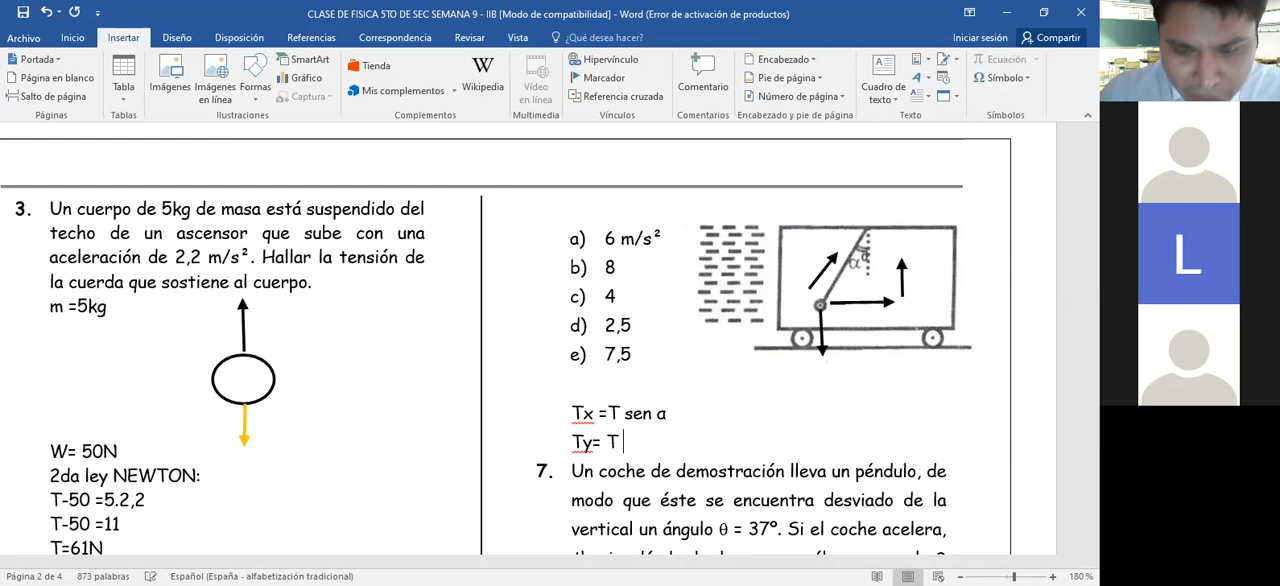 CLASE DE FISICA 5TO DE SEC SEMANA 9 - IIB [Modo de compatibilidad] - Word (Error de activación de productos)
Archivo Inicio Insertar Diseño Disposición Referencias Correspondencia Revisar Vista ¿Qué desea hacer? Iniciar sesión Compartir
Portada
Página en blanco
Salto de página
Páginas
Tabla
Tablas
Imágenes
Imágenes en línea
Formas
SmartArt
Gráfico
Captura
Ilustraciones
Tienda
Mis complementos
Wikipedia
Complementos
Vídeo en línea
Multimedia
Hipervínculo
Marcador
Referencia cruzada
Vínculos
Comentario
Comentarios
Encabezado
Pie de página
Número de página
Encabezado y pie de página
Cuadro de texto
Texto
Ecuación
Símbolo
Símbolos
3. Un cuerpo de 5kg de masa está suspendido del
techo de un ascensor que sube con una
aceleración de 2,2 m/s². Hallar la tensión de
la cuerda que sostiene al cuerpo.
m =5kg
W= 50N
2da ley NEWTON:
T-50 =5.2,2
T-50 =11
T=61N
a) 6 m/s²
b) 8
c) 4
d) 2,5
e) 7,5
α
Tx =T sen a
Ty= T
7. Un coche de demostración lleva un péndulo, de
modo que éste se encuentra desviado de la
vertical un ángulo θ = 37º. Si el coche acelera,
L
Página 2 de 4 873 palabras Español (España - alfabetización tradicional) 180 %